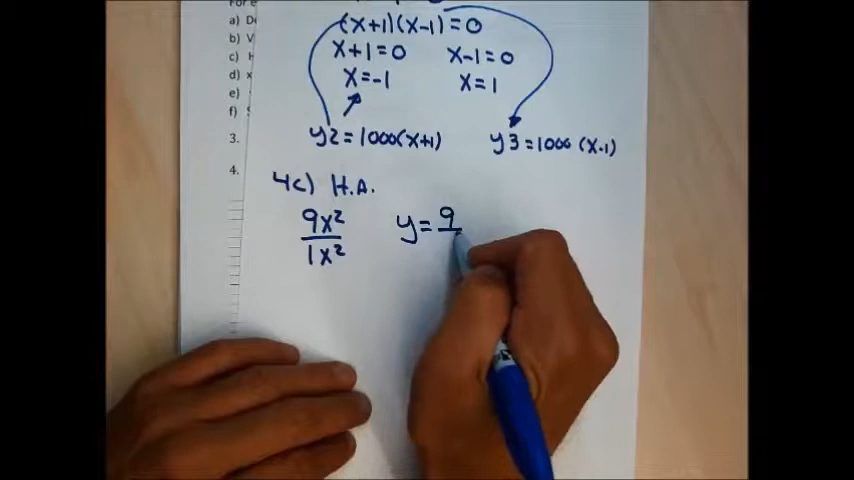 a) D
b) V
c) H
d) x
e)
f)
3.
4.
(x+1)(x-1)=0
x+1=0 x-1=0
x=-1 x=1
y2=1000(x+1) y3=1000(x-1)
4c) H.A.
9x²
1x²
y=9